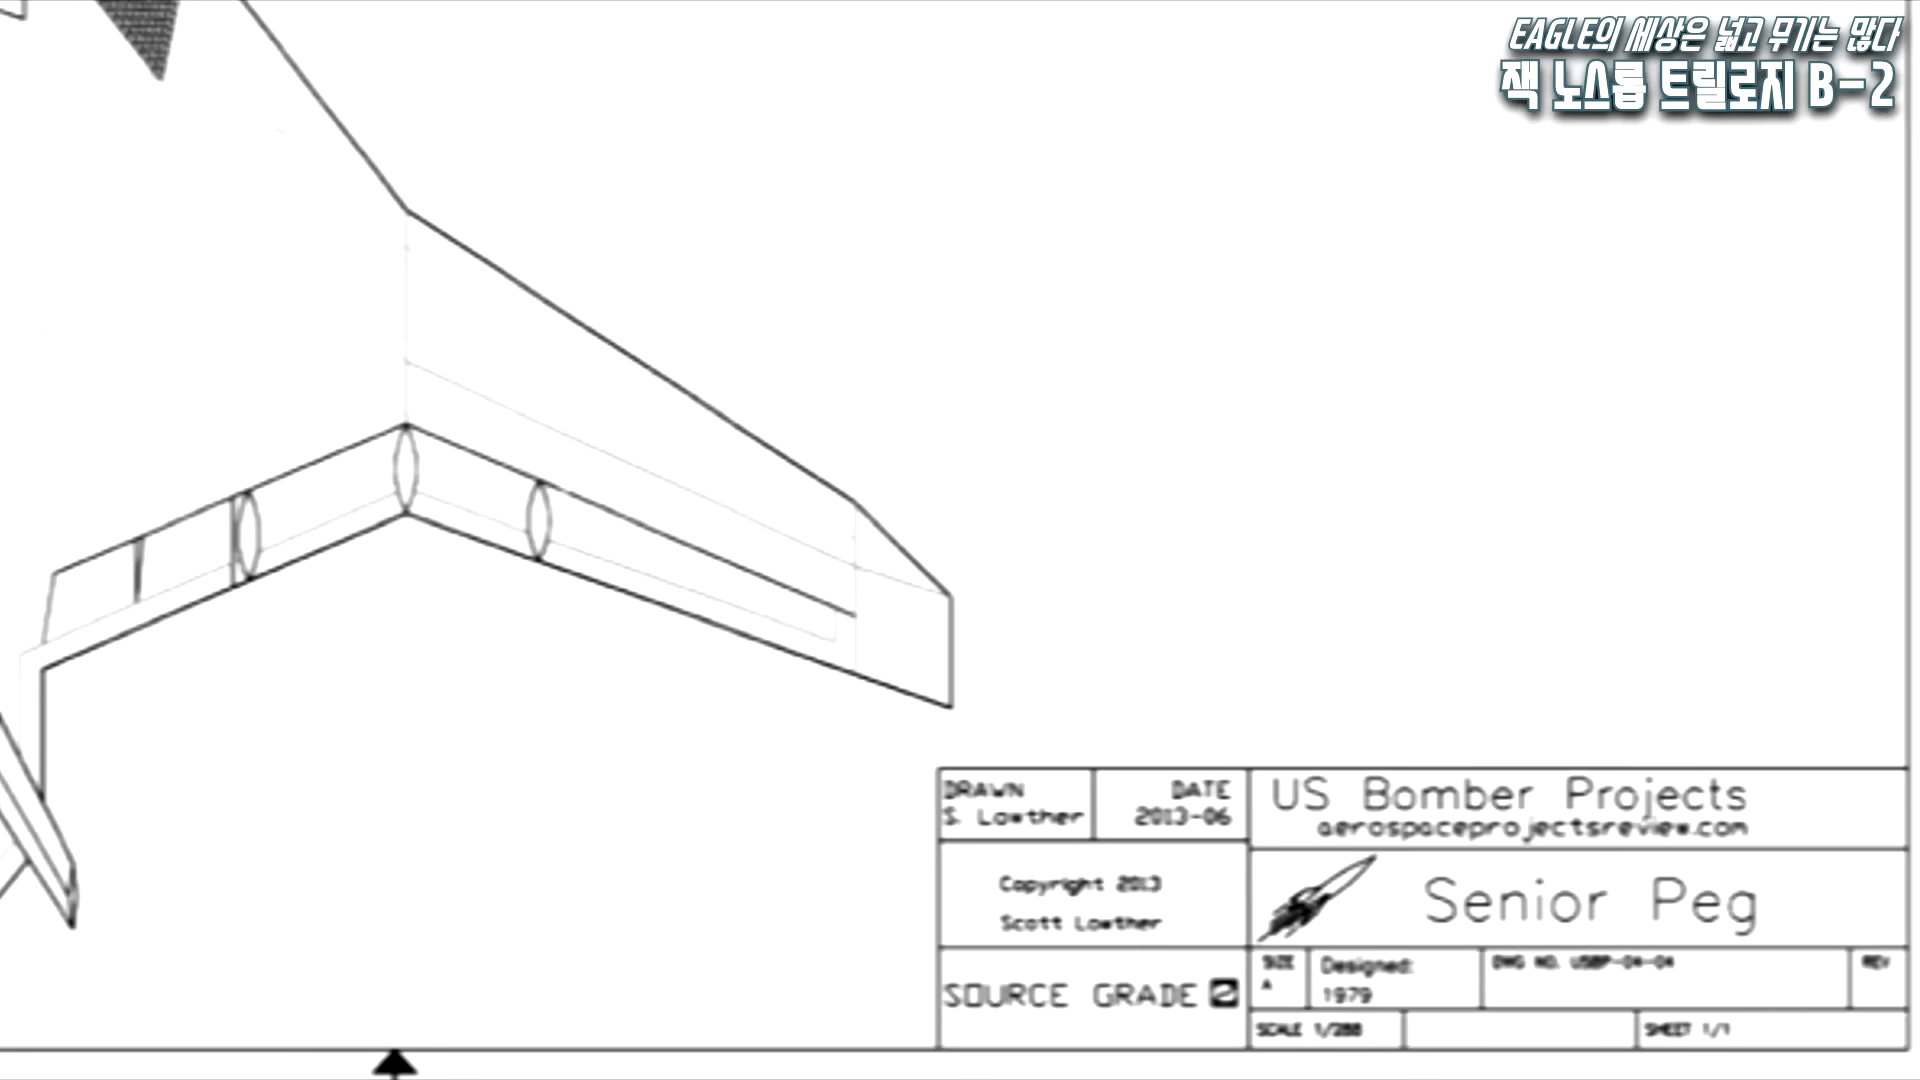 EAGLE의 세상은 넓고 무기는 많다
잭 노스롭 트릴로지 B-2
DRAWN
S. Lowther
DATE
2013-06
US Bomber Projects
aerospaceprojectsreview.com
Copyright 2013
Scott Lowther
Senior Peg
SOURCE GRADE 2
SIZE
A
Designed:
1979
DWG NO. USBP-04-04
REV
SCALE 1/288
SHEET 1/1